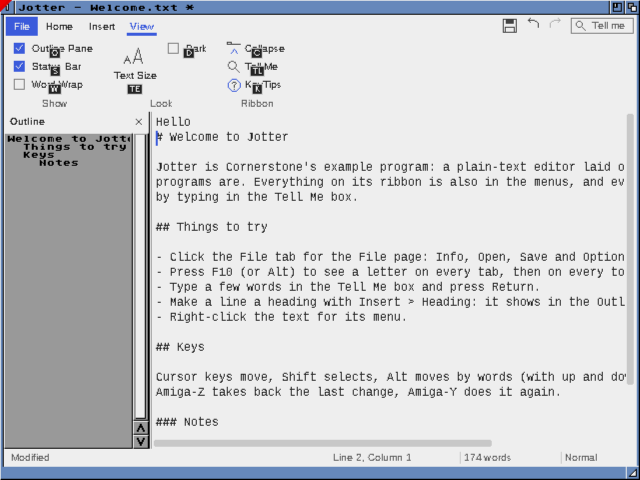 Jotter - Welcome.txt *
File Home Insert View Tell me
Outline Pane Dark Collapse
O D C
Status Bar Text Size Tell Me
S TL
Word Wrap Key Tips
W TE K
Show Look Ribbon
Outline ×
Welcome to Jott
Things to try
Keys
Notes
Hello
# Welcome to Jotter
Jotter is Cornerstone's example program: a plain-text editor laid o
programs are. Everything on its ribbon is also in the menus, and ev
by typing in the Tell Me box.
## Things to try
- Click the File tab for the File page: Info, Open, Save and Option
- Press F10 (or Alt) to see a letter on every tab, then on every to
- Type a few words in the Tell Me box and press Return.
- Make a line a heading with Insert > Heading: it shows in the Outl
- Right-click the text for its menu.
## Keys
Cursor keys move, Shift selects, Alt moves by words (with up and do
Amiga-Z takes back the last change, Amiga-Y does it again.
### Notes
Modified Line 2, Column 1 174 words Normal